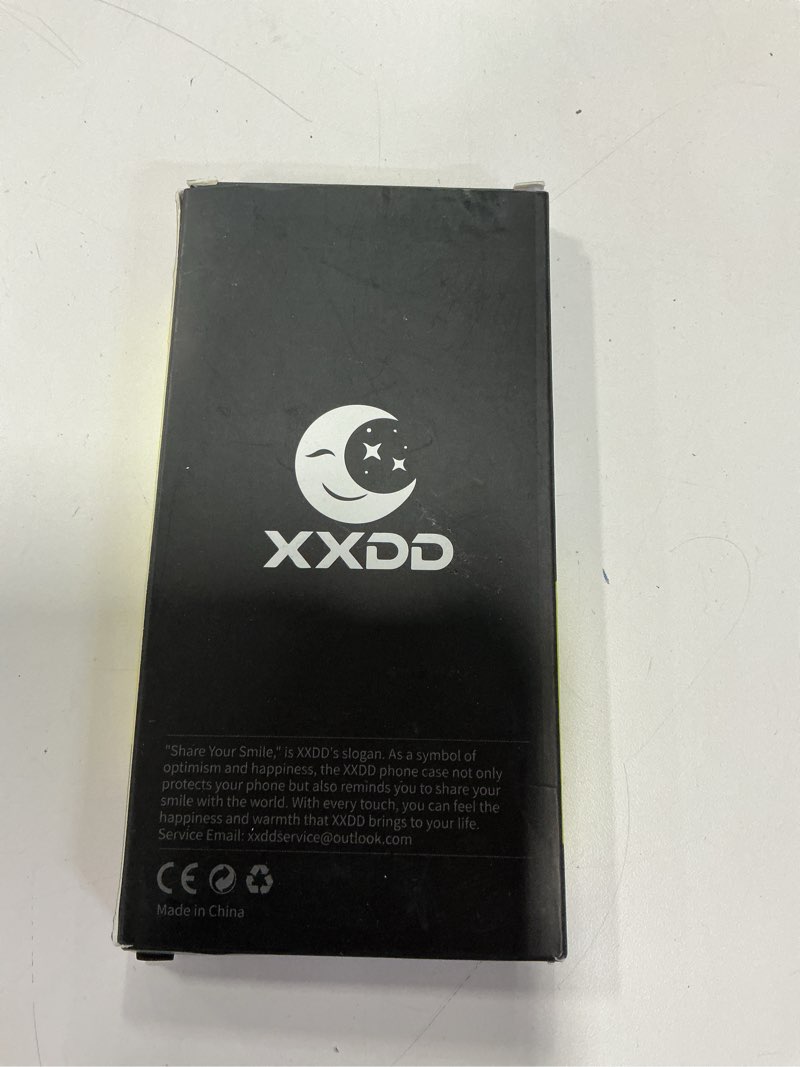 XXDD
"Share Your Smile," is XXDD's slogan. As a symbol of
optimism and happiness, the XXDD phone case not only
protects your phone but also reminds you to share your
smile with the world. With every touch, you can feel the
happiness and warmth that XXDD brings to your life.
Service Email: xxddservice@outlook.com
CE
Made in China